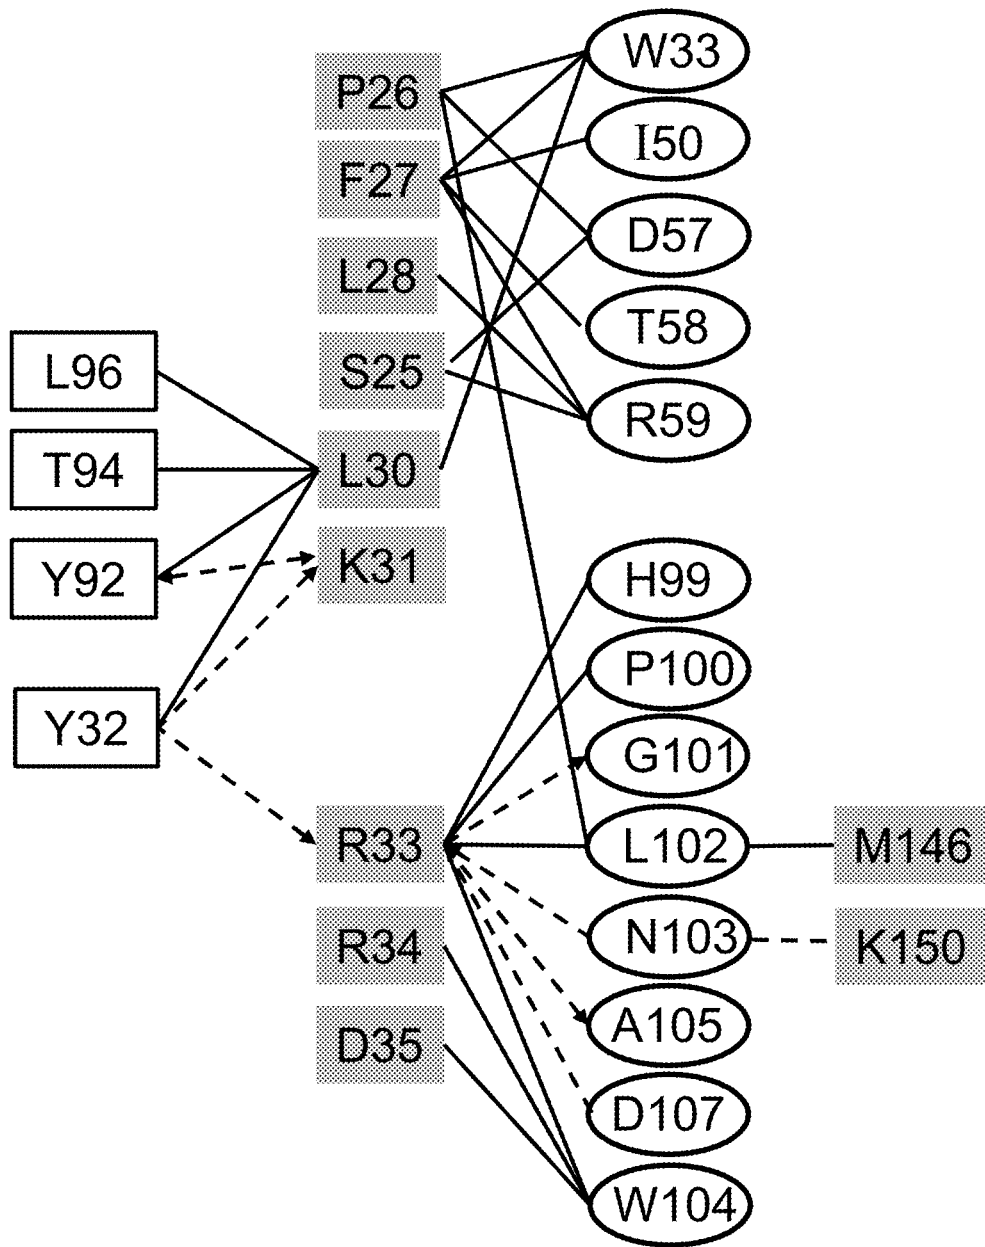 L96
T94
Y92
Y32
P26
F27
L28
S25
L30
K31
R33
R34
D35
W33
I50
D57
T58
R59
H99
P100
G101
L102
N103
A105
D107
W104
M146
K150